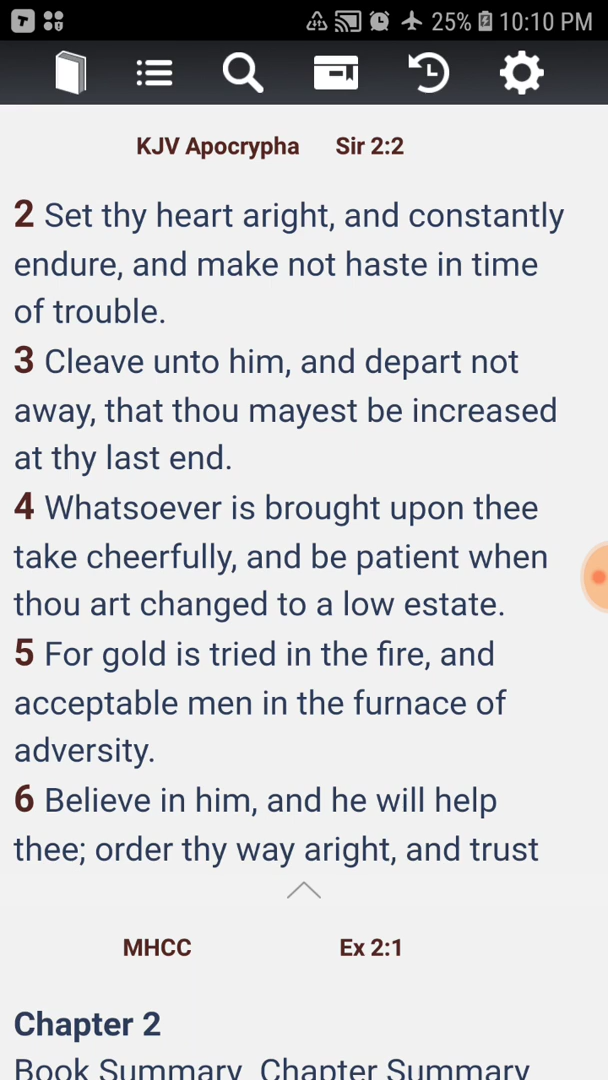 25% 10:10 PM
KJV Apocrypha Sir 2:2
2 Set thy heart aright, and constantly
endure, and make not haste in time
of trouble.
3 Cleave unto him, and depart not
away, that thou mayest be increased
at thy last end.
4 Whatsoever is brought upon thee
take cheerfully, and be patient when
thou art changed to a low estate.
5 For gold is tried in the fire, and
acceptable men in the furnace of
adversity.
6 Believe in him, and he will help
thee; order thy way aright, and trust
MHCC Ex 2:1
Chapter 2
Book Summary Chapter Summary